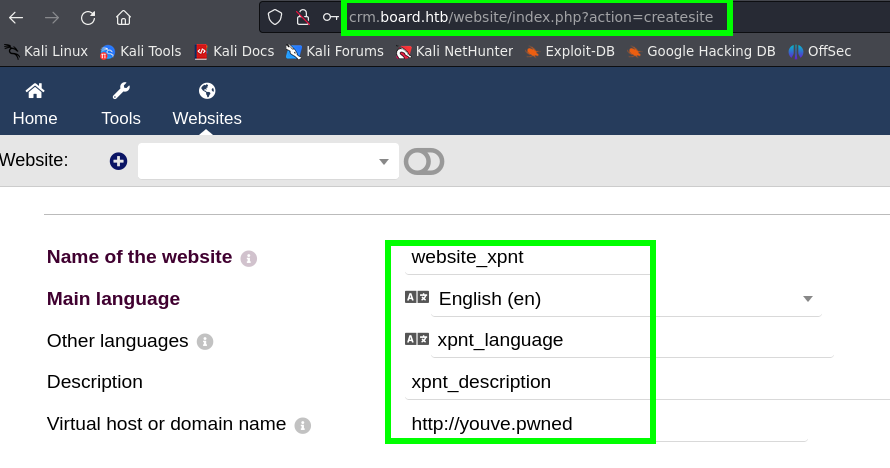 crm.board.htb/website/index.php?action=createsite
Kali Linux Kali Tools Kali Docs Kali Forums Kali NetHunter Exploit-DB Google Hacking DB OffSec
Home Tools Websites
Website:
Name of the website website_xpnt
Main language English (en)
Other languages xpnt_language
Description xpnt_description
Virtual host or domain name http://youve.pwned